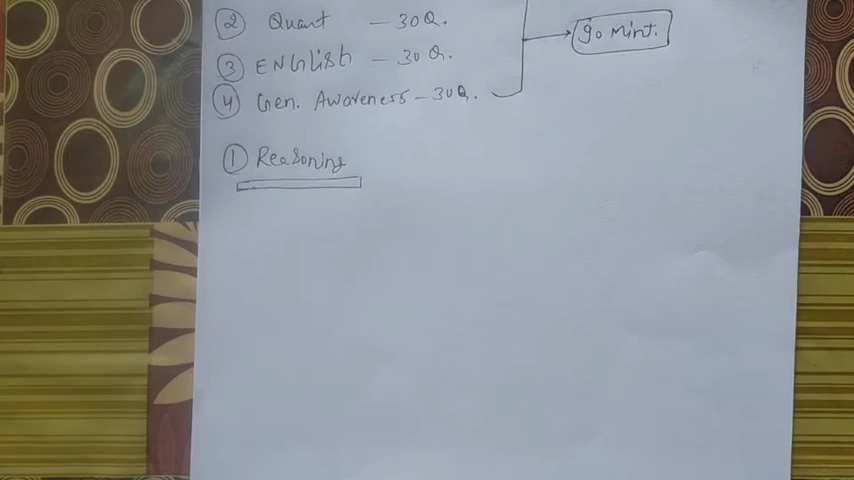 ② Quant - 30Q.
90 Mint.
③ ENGlisH - 30 Q.
④ Gen. Awareness - 30Q.
① Reasoning